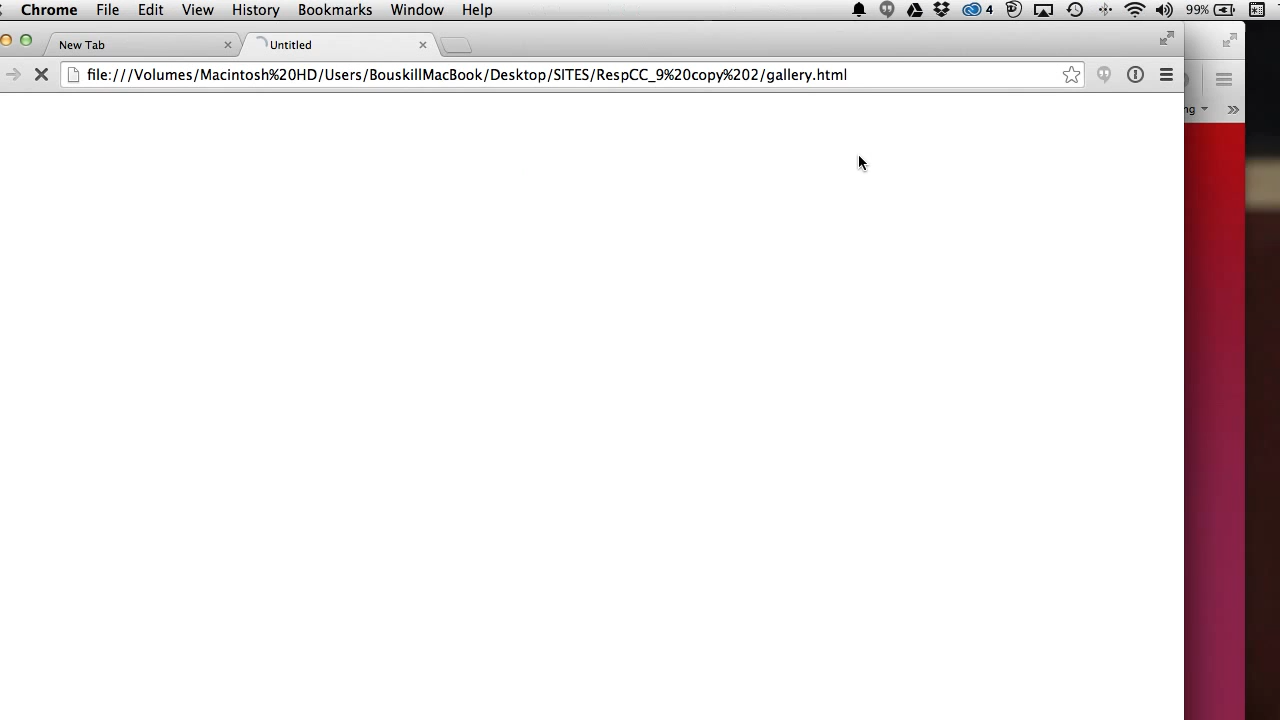 Chrome File Edit View History Bookmarks Window Help 4 99%
New Tab Untitled
file:///Volumes/Macintosh%20HD/Users/BouskillMacBook/Desktop/SITES/RespCC_9%20copy%202/gallery.html